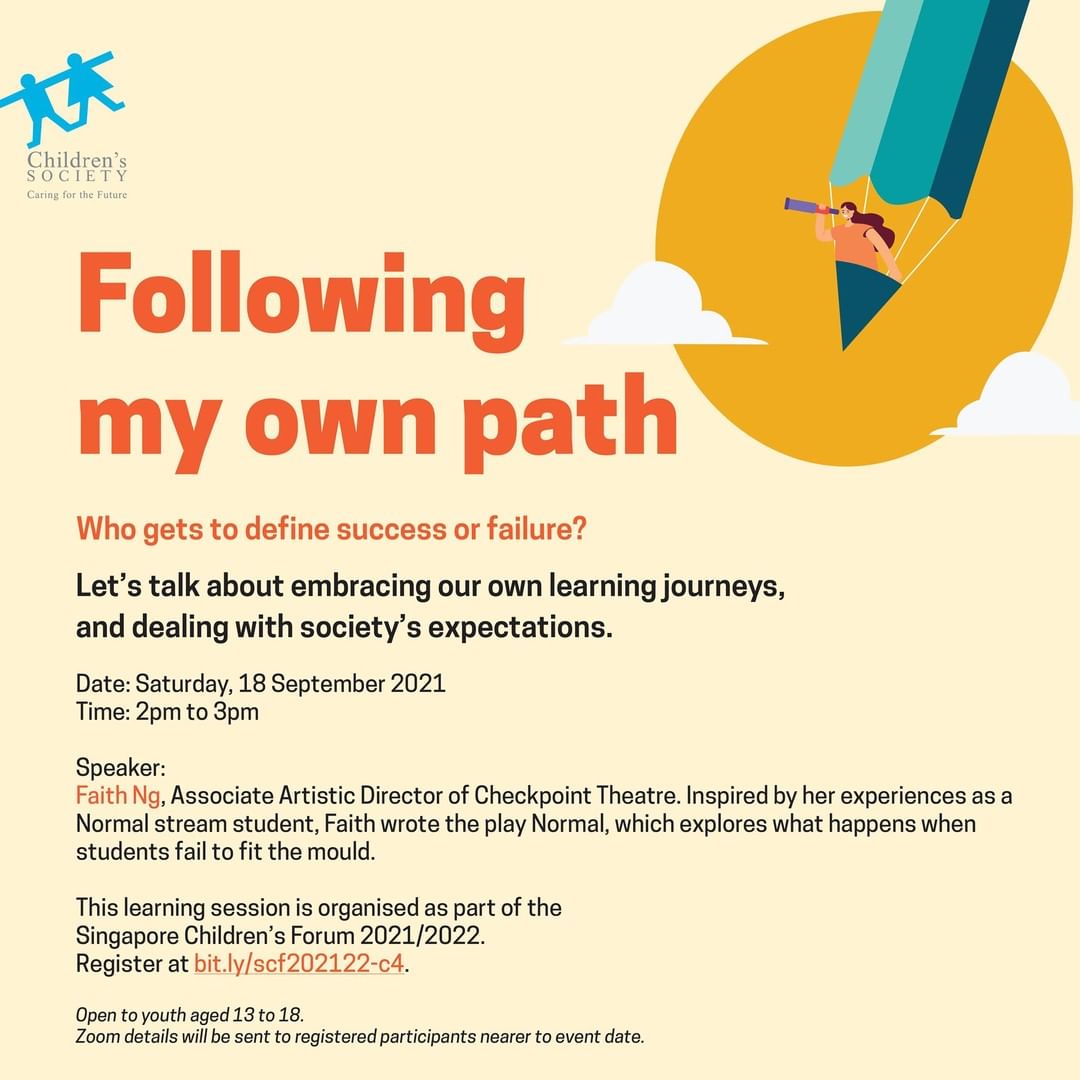 Children's
SOCIETY
Caring for the Future
Following
my own path
Who gets to define success or failure?
Let's talk about embracing our own learning journeys,
and dealing with society's expectations.
Date: Saturday, 18 September 2021
Time: 2pm to 3pm
Speaker:
Faith Ng, Associate Artistic Director of Checkpoint Theatre. Inspired by her experiences as a
Normal stream student, Faith wrote the play Normal, which explores what happens when
students fail to fit the mould.
This learning session is organised as part of the
Singapore Children's Forum 2021/2022.
Register at bit.ly/scf202122-c4.
Open to youth aged 13 to 18.
Zoom details will be sent to registered participants nearer to event date.